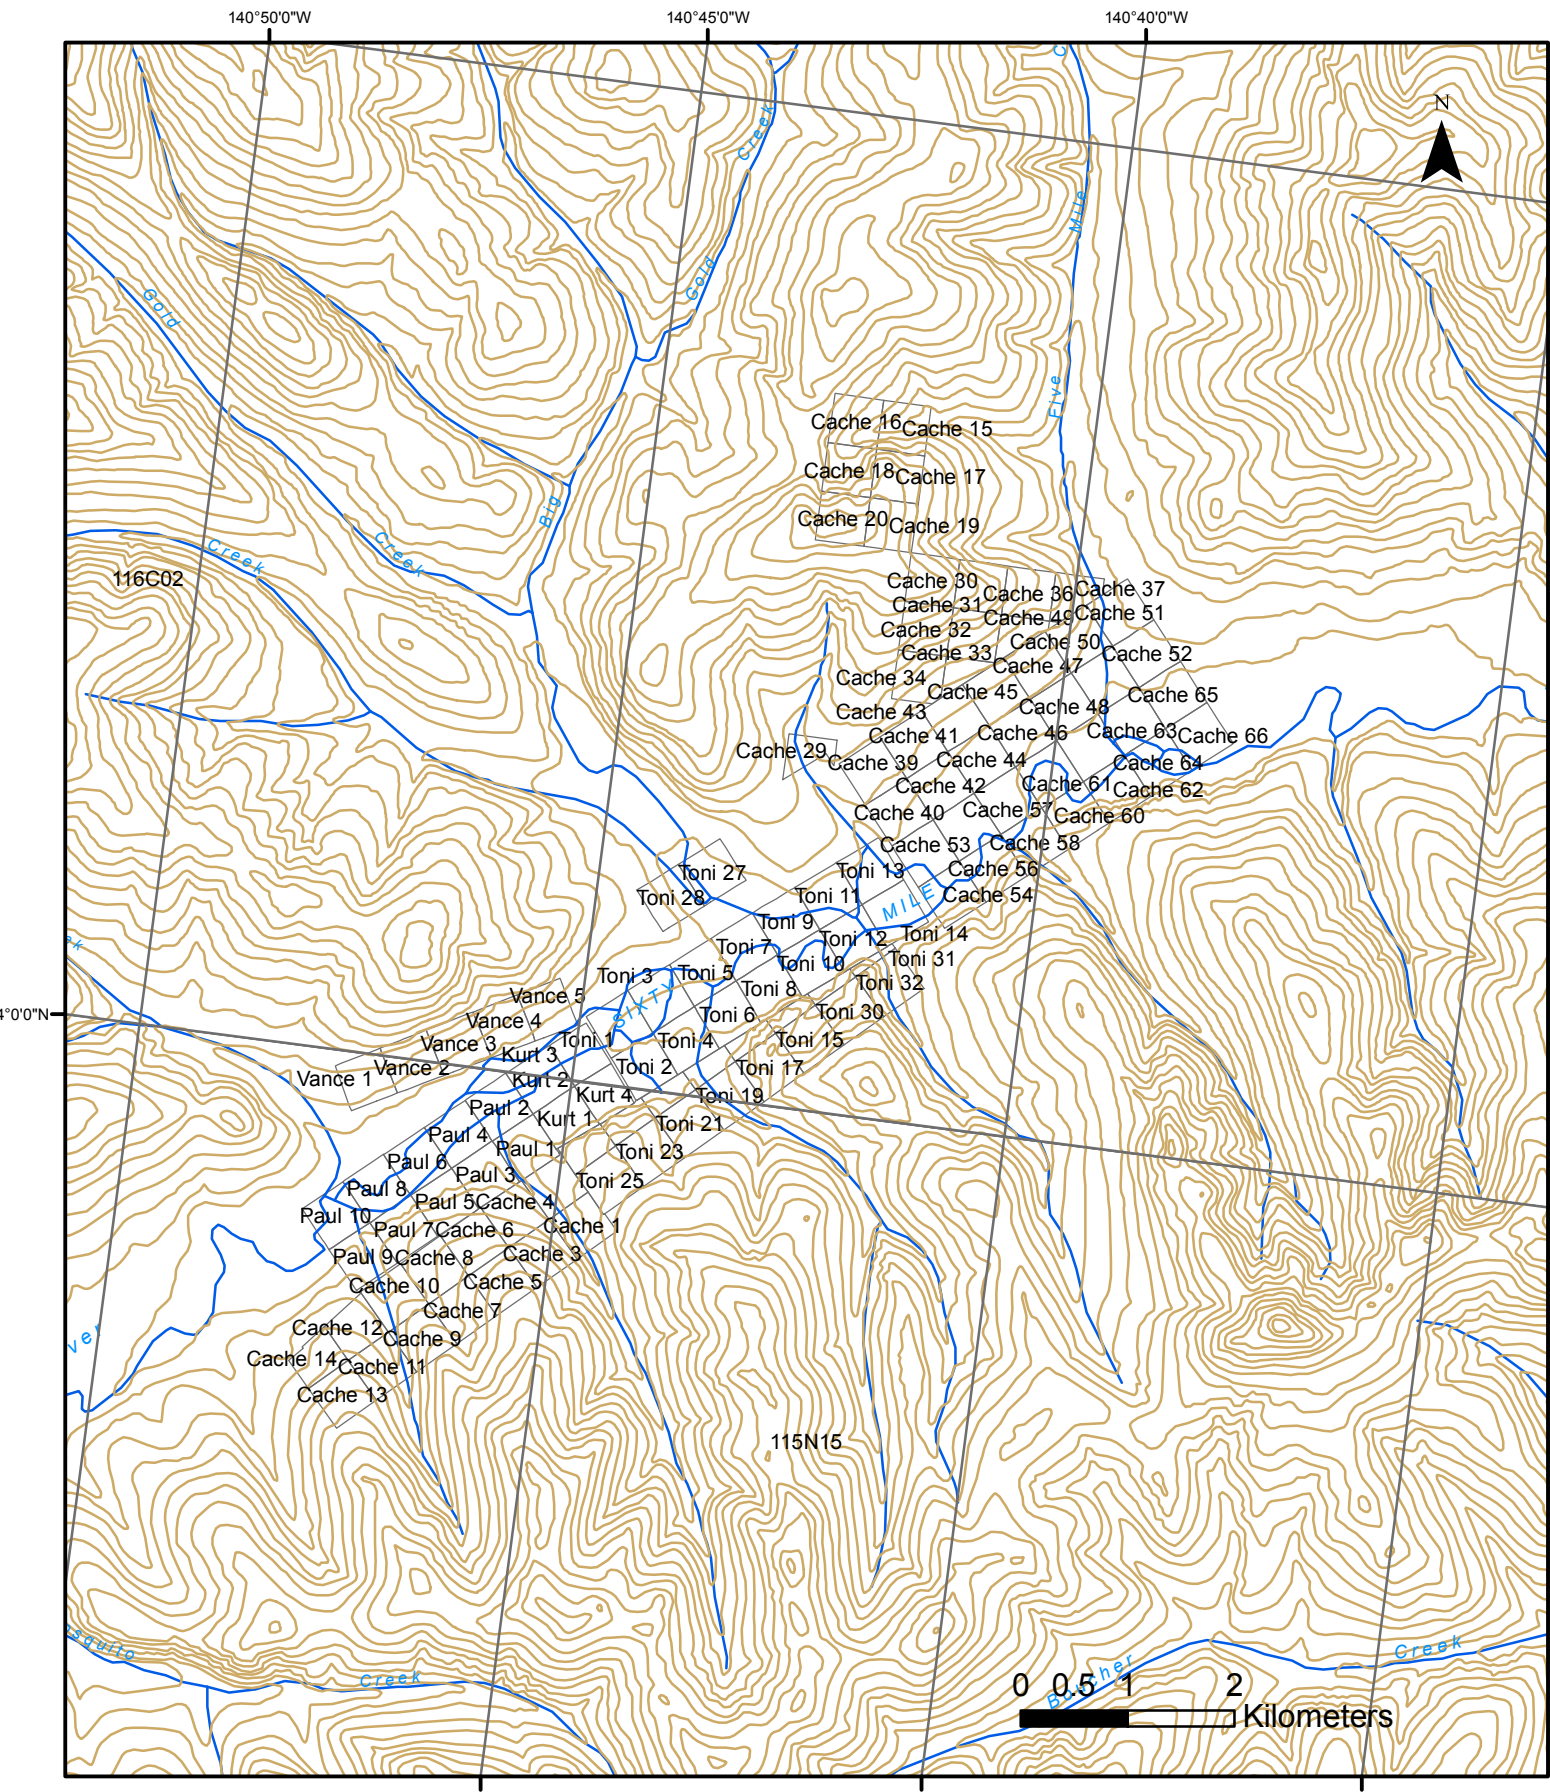 140°50'0"W
140°45'0"W
140°40'0"W
N
C
Creek
Mile
Gold
Gold
Five
Cache 16
Cache 15
Cache 18
Cache 17
Big
Cache 20
Cache 19
Creek
Creek
116C02
Cache 30
Cache 36
Cache 37
Cache 31
Cache 49
Cache 51
Cache 32
Cache 50
Cache 33
Cache 52
Cache 47
Cache 34
Cache 45
Cache 65
Cache 43
Cache 48
Cache 41
Cache 46
Cache 63
Cache 66
Cache 29
Cache 39
Cache 44
Cache 64
Cache 42
Cache 61
Cache 62
Cache 40
Cache 57
Cache 60
Cache 53
Cache 58
Toni 27
Toni 13
Cache 56
Toni 28
Toni 11
Cache 54
MILE
Toni 9
Toni 12
Toni 14
ek
Toni 7
Toni 10
Toni 31
Toni 3
Toni 5
Toni 32
Toni 8
Vance 5
SIXTY
4°0'0"N
Toni 6
Toni 30
Vance 4
Toni 1
Toni 4
Toni 15
Vance 3
Kurt 3
Vance 2
Toni 2
Toni 17
Vance 1
Kurt 2
Kurt 4
Toni 19
Paul 2
Kurt 1
Toni 21
Paul 4
Paul 1
Toni 23
Paul 6
Paul 3
Toni 25
Paul 8
Paul 5
Cache 4
Paul 10
Paul 7
Cache 6
Cache 1
Paul 9
Cache 8
Cache 3
Cache 10
Cache 5
Cache 7
Cache 12
Cache 9
ver
Cache 14
Cache 11
Cache 13
115N15
squito
Creek
Boucher
Creek
0 0.5 1 2
Kilometers